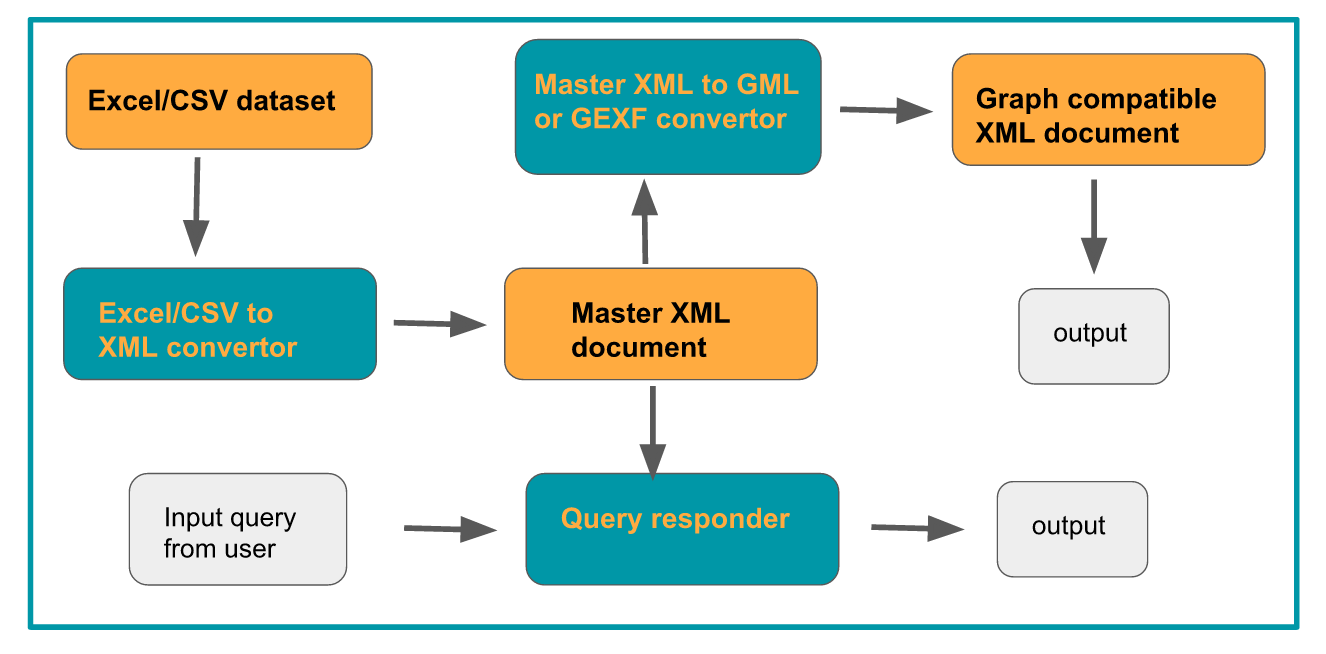 Excel/CSV dataset
Master XML to GML
or GEXF convertor
Graph compatible
XML document
Excel/CSV to
XML convertor
Master XML
document
output
Input query
from user
Query responder
output